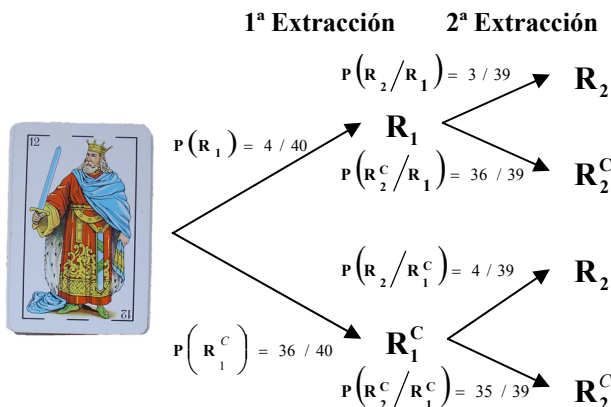 1ª Extracción 2ª Extracción
P(R₂/R₁) = 3 / 39
R₂
12
P(R₁) = 4 / 40
R₁
P(R₂ᶜ/R₁) = 36 / 39
R₂ᶜ
P(R₂/R₁ᶜ) = 4 / 39
R₂
12
P(R₁ᶜ) = 36 / 40
R₁ᶜ
P(R₂ᶜ/R₁ᶜ) = 35 / 39
R₂ᶜ